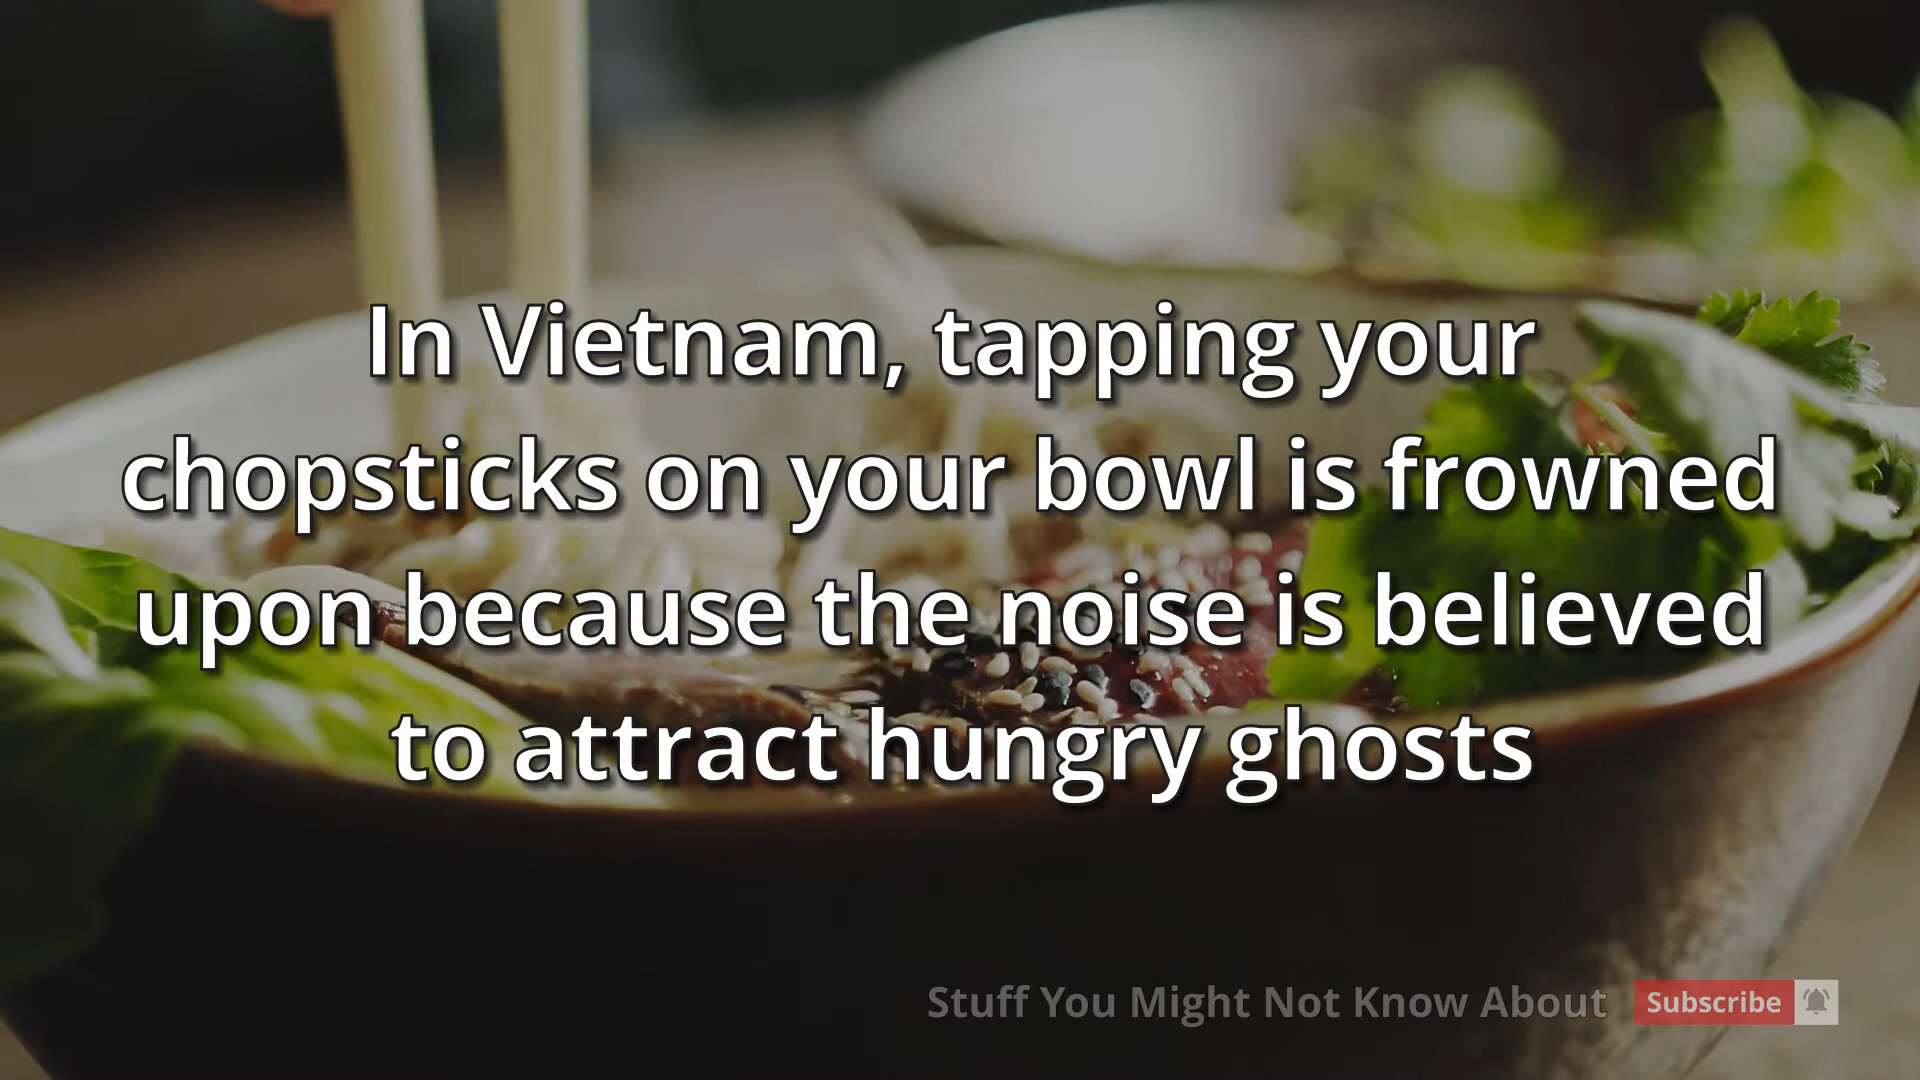 In Vietnam, tapping your
chopsticks on your bowl is frowned
upon because the noise is believed
to attract hungry ghosts
Stuff You Might Not Know About
Subscribe